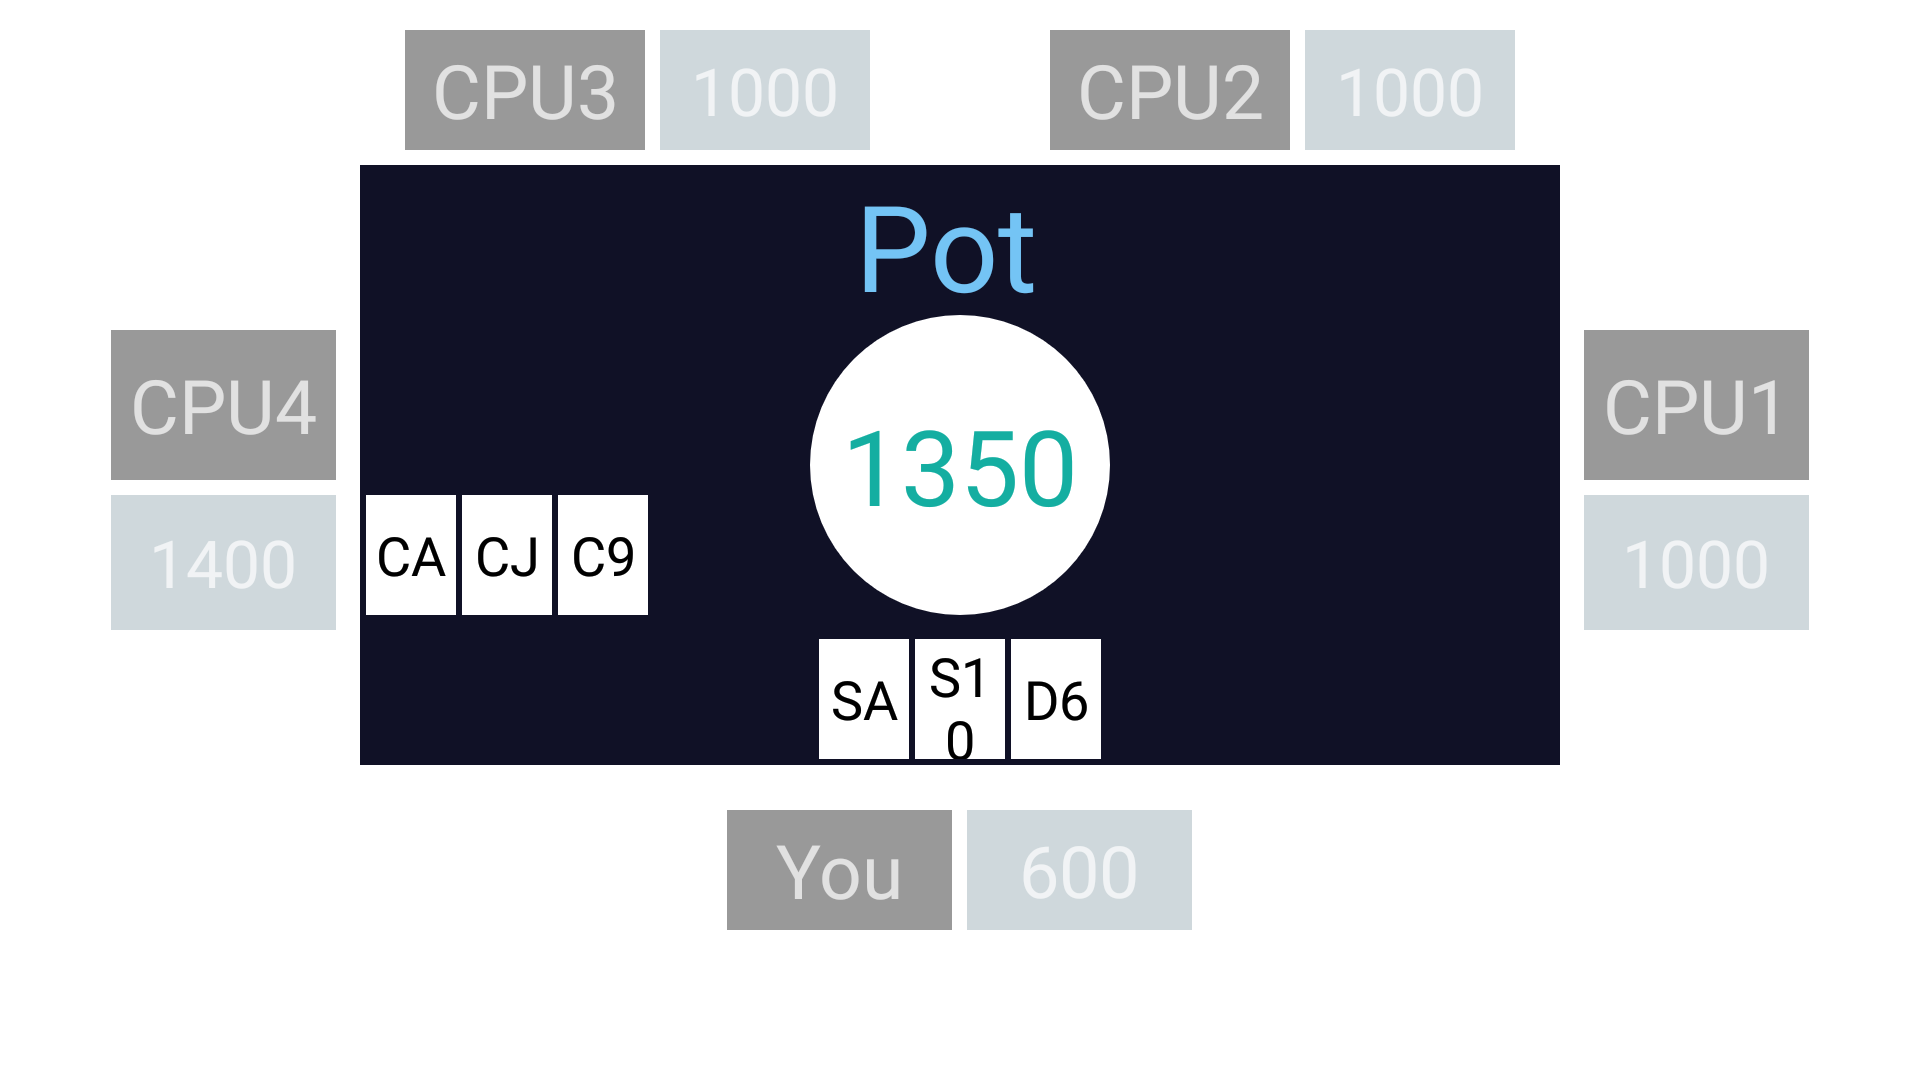 CPU3 1000 CPU2 1000
Pot
CPU4 1350 CPU1
1400 CA CJ C9 1000
SA S1 D6
0
You 600